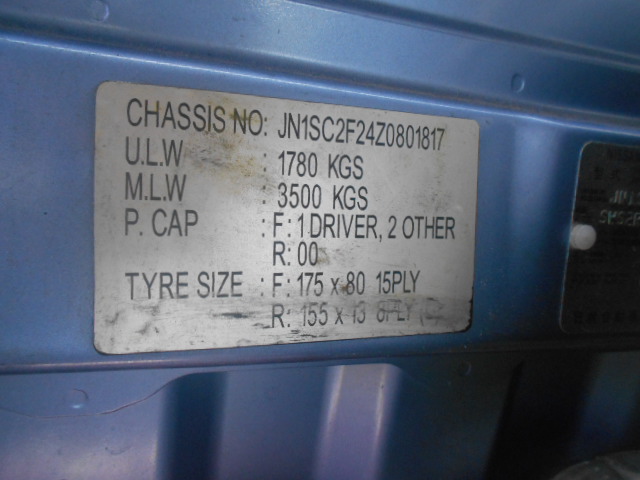 CHASSIS NO: JN1SC2F24Z0801817
U.L.W : 1780 KGS
M.L.W : 3500 KGS
P. CAP : F: 1 DRIVER, 2 OTHER
R: 00
TYRE SIZE : F: 175 x 80 15PLY
R: 155 x 13 8PLY